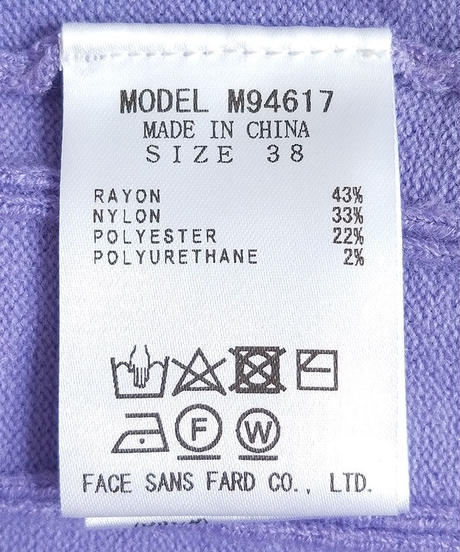 MODEL M94617
MADE IN CHINA
SIZE 38
RAYON 43%
NYLON 33%
POLYESTER 22%
POLYURETHANE 2%
F W
FACE SANS FARD CO., LTD.